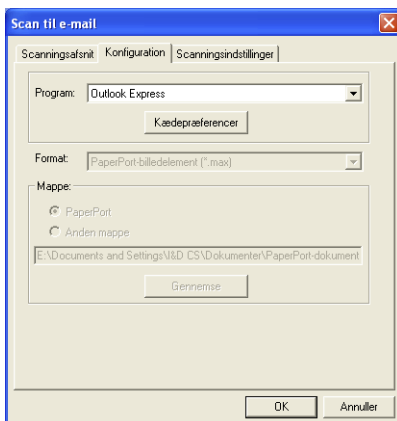 Scan til e-mail
Scanningsafsnit Konfiguration Scanningsindstillinger
Program: Outlook Express
Kædepræferencer
Format: PaperPort-billedelement (*.max)
Mappe:
PaperPort
Anden mappe
E:\Documents and Settings\I&D CS\Dokumenter\PaperPort-dokument
Gennemse
OK Annuller